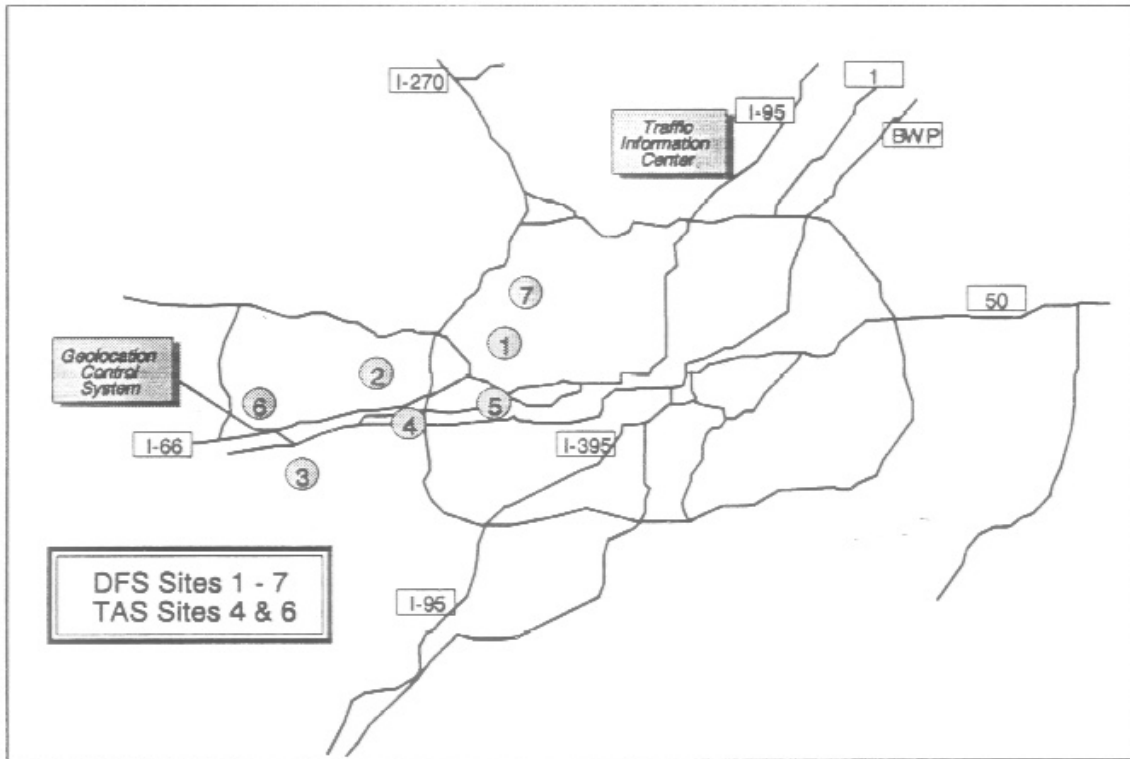 I-270
1
I-95
BWP
Traffic
Information
Center
7
50
1
Geolocation
Control
System
2
6
5
4
I-66
I-395
3
DFS Sites 1 - 7
TAS Sites 4 & 6
I-95